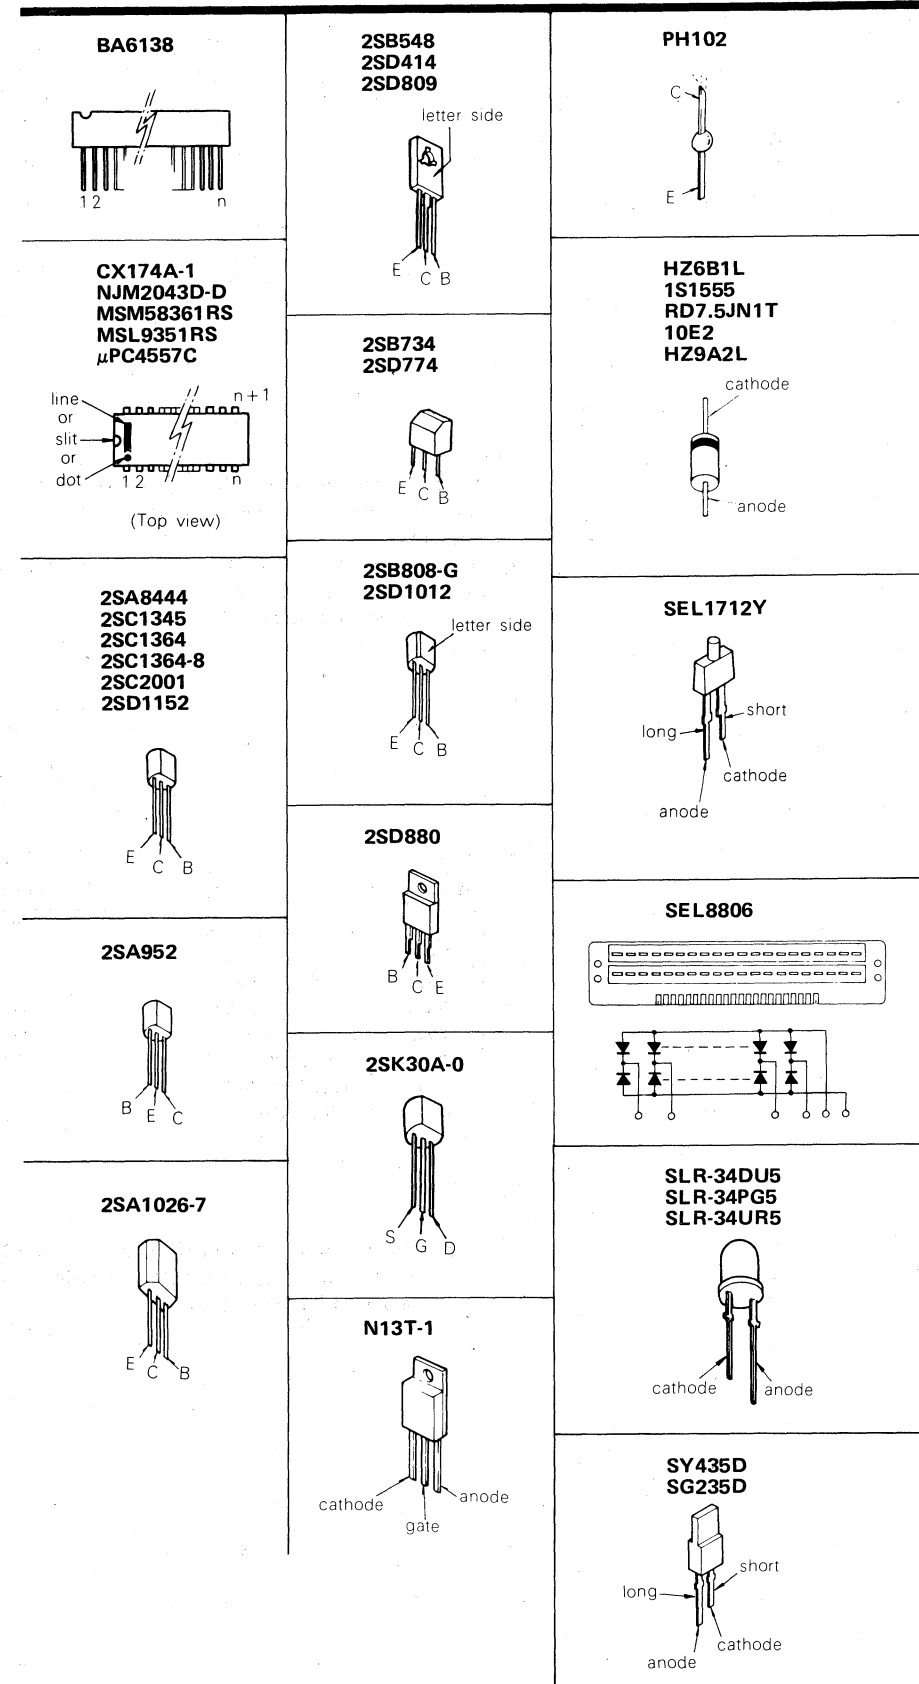 BA6138
1 2 n
CX174A-1
NJM2043D-D
MSM58361RS
MSL9351RS
μPC4557C
n+1
line
or
slit
or
dot
1 2 n
(Top view)
2SA8444
2SC1345
2SC1364
2SC1364-8
2SC2001
2SD1152
E C B
2SA952
B E C
2SA1026-7
E C B
2SB548
2SD414
2SD809
letter side
E C B
2SB734
2SD774
E C B
2SB808-G
2SD1012
letter side
E C B
2SD880
B C E
2SK30A-0
S G D
N13T-1
cathode
anode
gate
PH102
C
E
HZ6B1L
1S1555
RD7.5JN1T
10E2
HZ9A2L
cathode
anode
SEL1712Y
short
long
cathode
anode
SEL8806
SLR-34DU5
SLR-34PG5
SLR-34UR5
cathode anode
SY435D
SG235D
short
long
cathode
anode